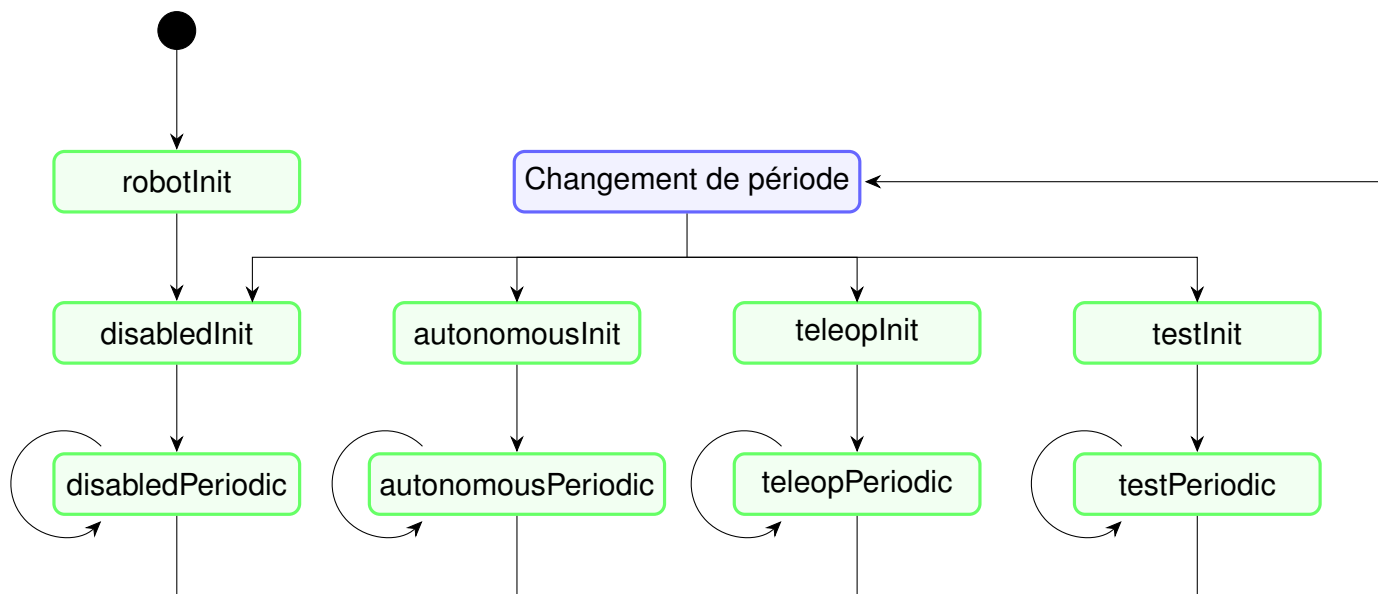 robotInit
Changement de période
disabledInit
autonomousInit
teleopInit
testInit
disabledPeriodic
autonomousPeriodic
teleopPeriodic
testPeriodic